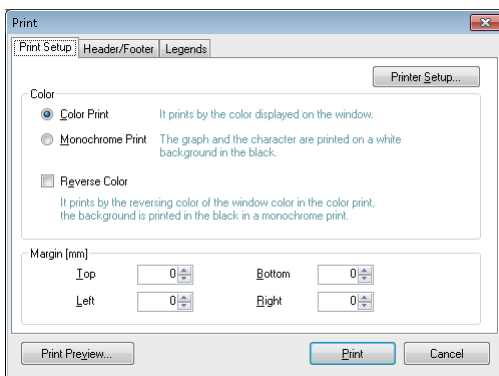 Print
Print Setup Header/Footer Legends
Printer Setup...
Color
Color Print It prints by the color displayed on the window.
Monochrome Print The graph and the character are printed on a white
background in the black.
Reverse Color
It prints by the reversing color of the window color in the color print,
the background is printed in the black in a monochrome print.
Margin [mm]
Top 0 Bottom 0
Left 0 Right 0
Print Preview... Print Cancel